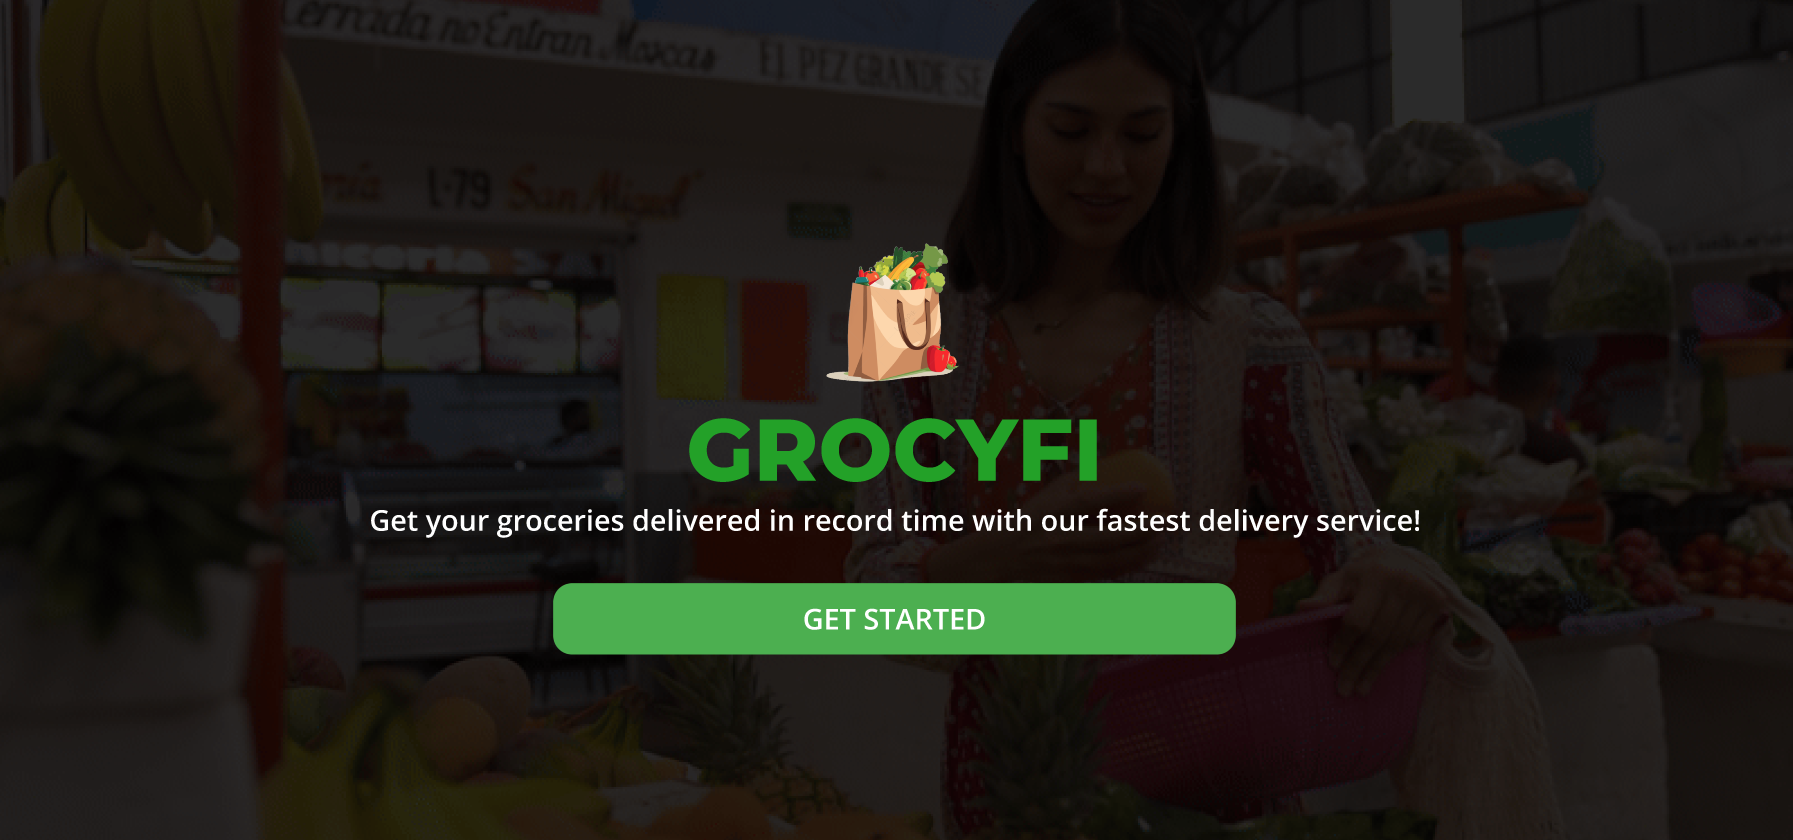 Cerrada no Entran Moscas
EL PEZ GRANDE SE
L-79 San Miguel
GROCYFI
Get your groceries delivered in record time with our fastest delivery service!
GET STARTED